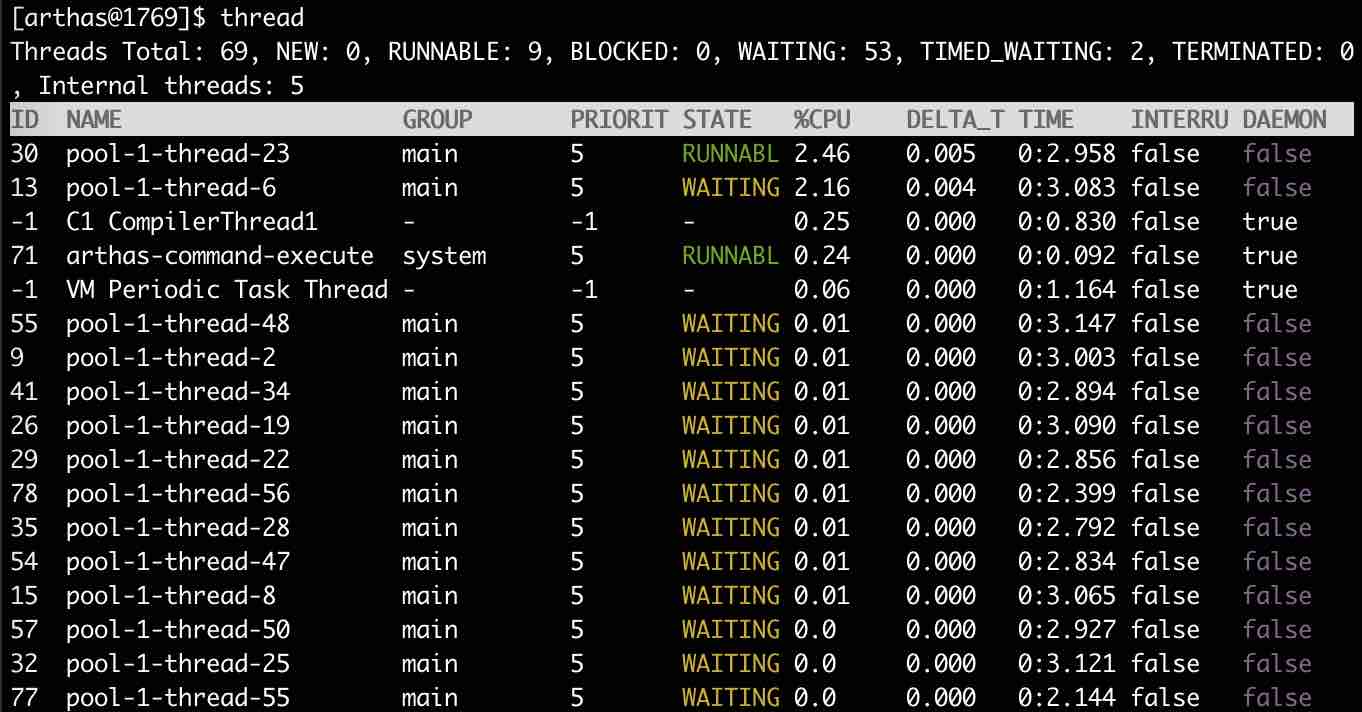 [arthas@1769]$ thread
Threads Total: 69, NEW: 0, RUNNABLE: 9, BLOCKED: 0, WAITING: 53, TIMED_WAITING: 2, TERMINATED: 0
, Internal threads: 5
ID NAME GROUP PRIORIT STATE %CPU DELTA_T TIME INTERRU DAEMON
30 pool-1-thread-23 main 5 RUNNABL 2.46 0.005 0:2.958 false false
13 pool-1-thread-6 main 5 WAITING 2.16 0.004 0:3.083 false false
-1 C1 CompilerThread1 - -1 - 0.25 0.000 0:0.830 false true
71 arthas-command-execute system 5 RUNNABL 0.24 0.000 0:0.092 false true
-1 VM Periodic Task Thread - -1 - 0.06 0.000 0:1.164 false true
55 pool-1-thread-48 main 5 WAITING 0.01 0.000 0:3.147 false false
9 pool-1-thread-2 main 5 WAITING 0.01 0.000 0:3.003 false false
41 pool-1-thread-34 main 5 WAITING 0.01 0.000 0:2.894 false false
26 pool-1-thread-19 main 5 WAITING 0.01 0.000 0:3.090 false false
29 pool-1-thread-22 main 5 WAITING 0.01 0.000 0:2.856 false false
78 pool-1-thread-56 main 5 WAITING 0.01 0.000 0:2.399 false false
35 pool-1-thread-28 main 5 WAITING 0.01 0.000 0:2.792 false false
54 pool-1-thread-47 main 5 WAITING 0.01 0.000 0:2.834 false false
15 pool-1-thread-8 main 5 WAITING 0.01 0.000 0:3.065 false false
57 pool-1-thread-50 main 5 WAITING 0.0 0.000 0:2.927 false false
32 pool-1-thread-25 main 5 WAITING 0.0 0.000 0:3.121 false false
77 pool-1-thread-55 main 5 WAITING 0.0 0.000 0:2.144 false false